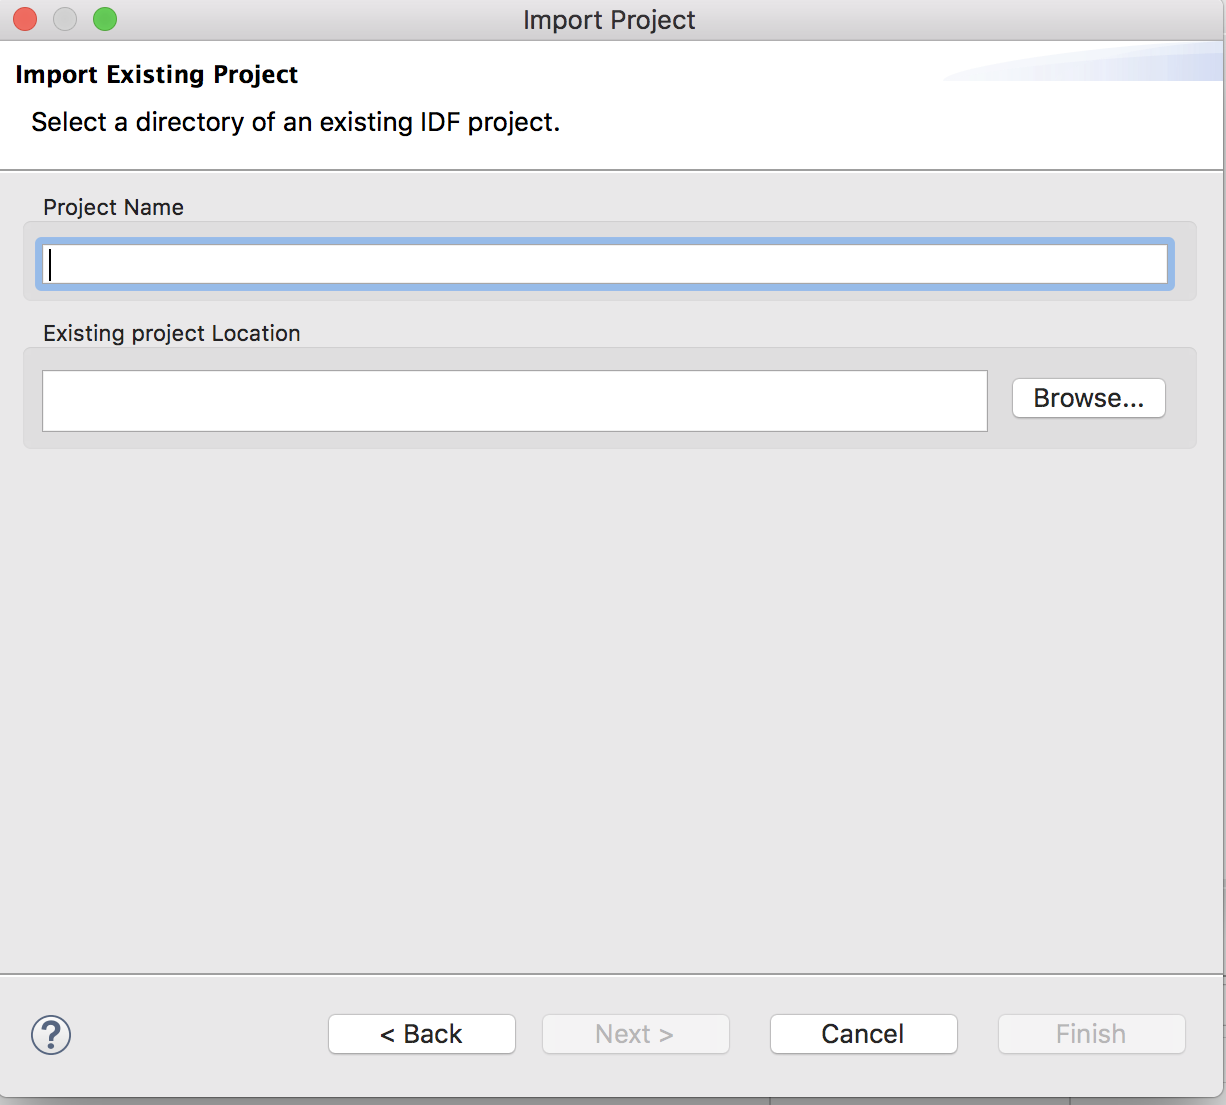 Import Project
Import Existing Project
Select a directory of an existing IDF project.
Project Name
Existing project Location
Browse...
?
< Back
Next >
Cancel
Finish